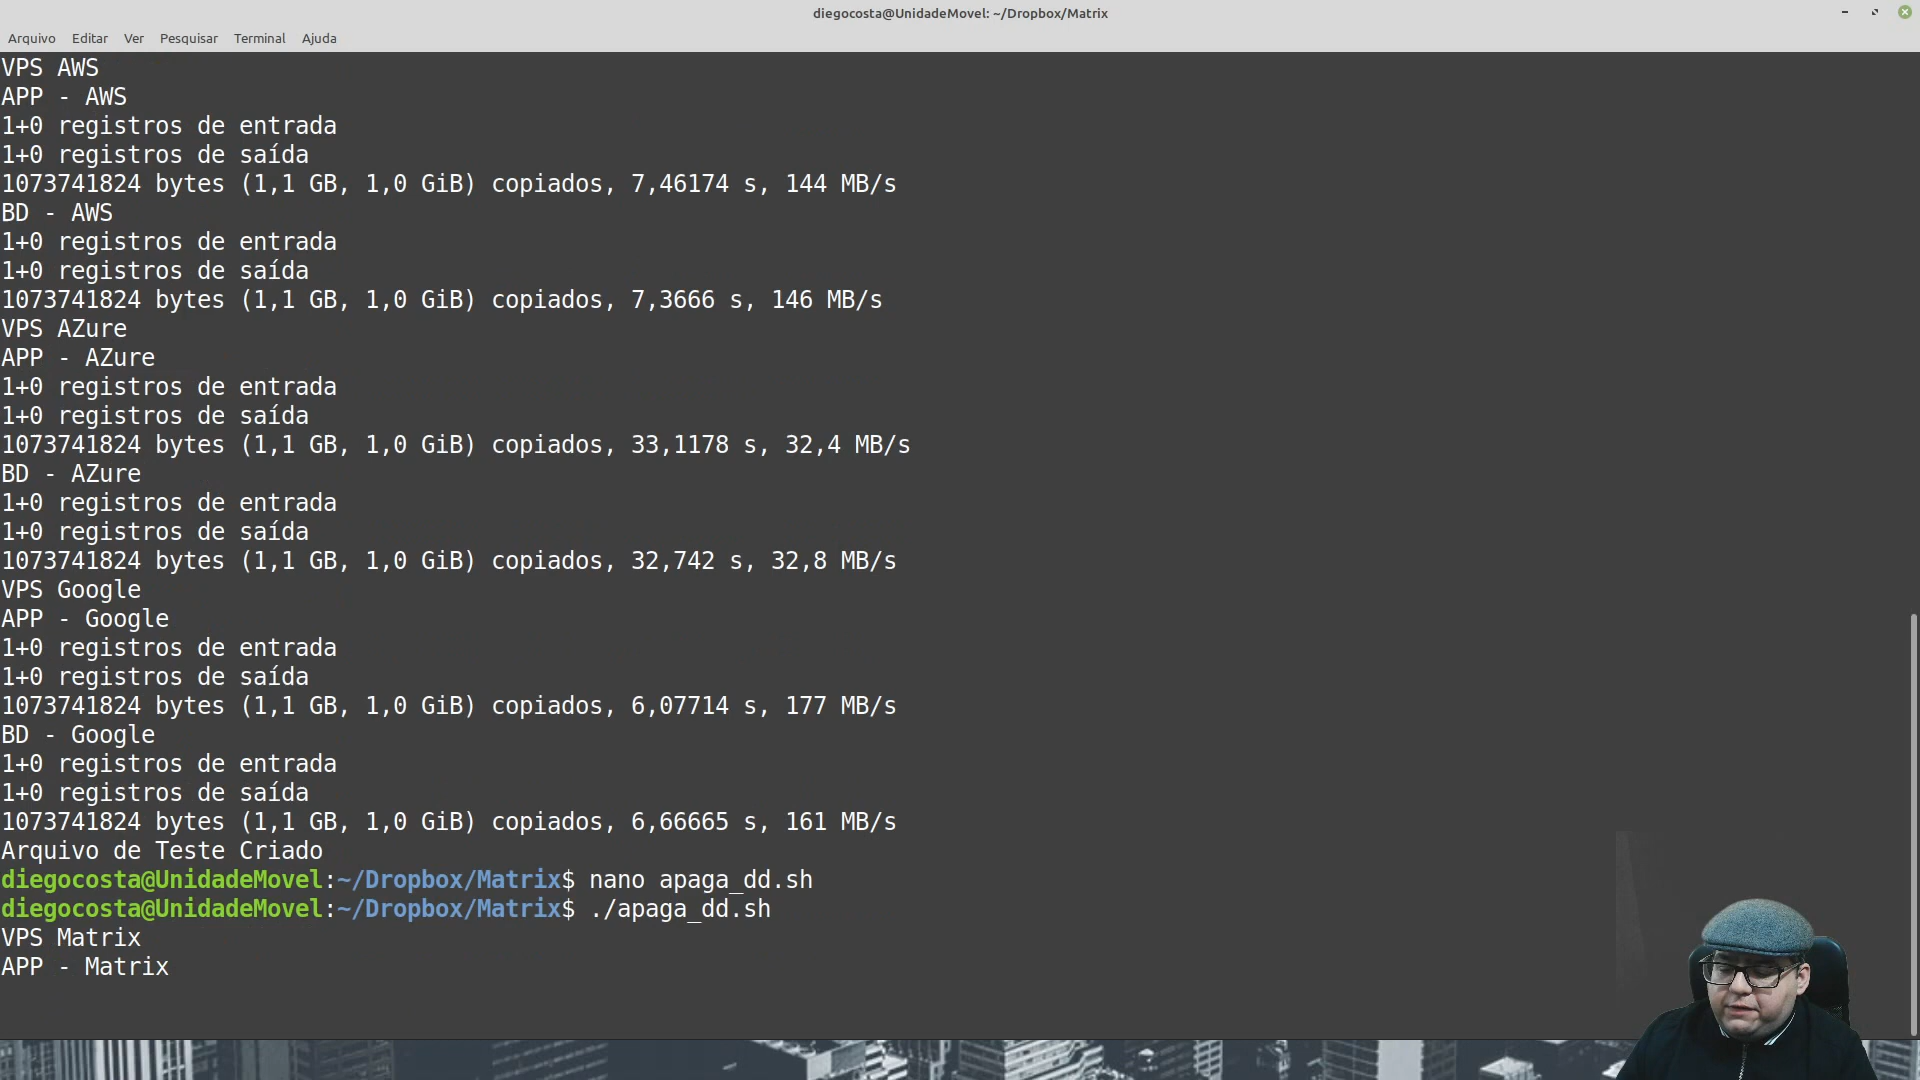 diegocosta@UnidadeMovel: ~/Dropbox/Matrix
Arquivo Editar Ver Pesquisar Terminal Ajuda
VPS AWS
APP - AWS
1+0 registros de entrada
1+0 registros de saída
1073741824 bytes (1,1 GB, 1,0 GiB) copiados, 7,46174 s, 144 MB/s
BD - AWS
1+0 registros de entrada
1+0 registros de saída
1073741824 bytes (1,1 GB, 1,0 GiB) copiados, 7,3666 s, 146 MB/s
VPS AZure
APP - AZure
1+0 registros de entrada
1+0 registros de saída
1073741824 bytes (1,1 GB, 1,0 GiB) copiados, 33,1178 s, 32,4 MB/s
BD - AZure
1+0 registros de entrada
1+0 registros de saída
1073741824 bytes (1,1 GB, 1,0 GiB) copiados, 32,742 s, 32,8 MB/s
VPS Google
APP - Google
1+0 registros de entrada
1+0 registros de saída
1073741824 bytes (1,1 GB, 1,0 GiB) copiados, 6,07714 s, 177 MB/s
BD - Google
1+0 registros de entrada
1+0 registros de saída
1073741824 bytes (1,1 GB, 1,0 GiB) copiados, 6,66665 s, 161 MB/s
Arquivo de Teste Criado
diegocosta@UnidadeMovel:~/Dropbox/Matrix$ nano apaga_dd.sh
diegocosta@UnidadeMovel:~/Dropbox/Matrix$ ./apaga_dd.sh
VPS Matrix
APP - Matrix